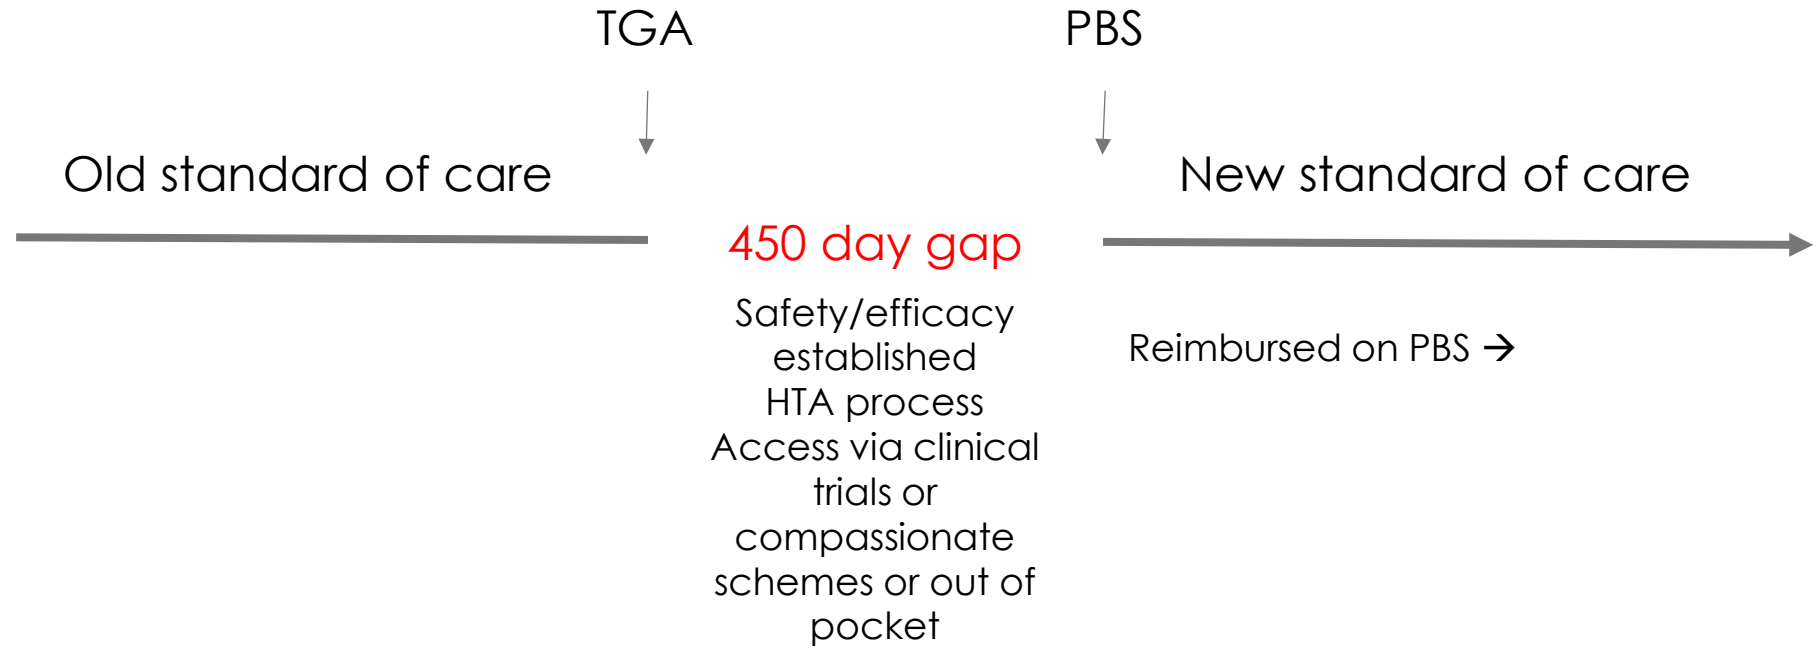 TGA
PBS
Old standard of care
New standard of care
450 day gap
Safety/efficacy
established
HTA process
Access via clinical
trials or
compassionate
schemes or out of
pocket
Reimbursed on PBS →